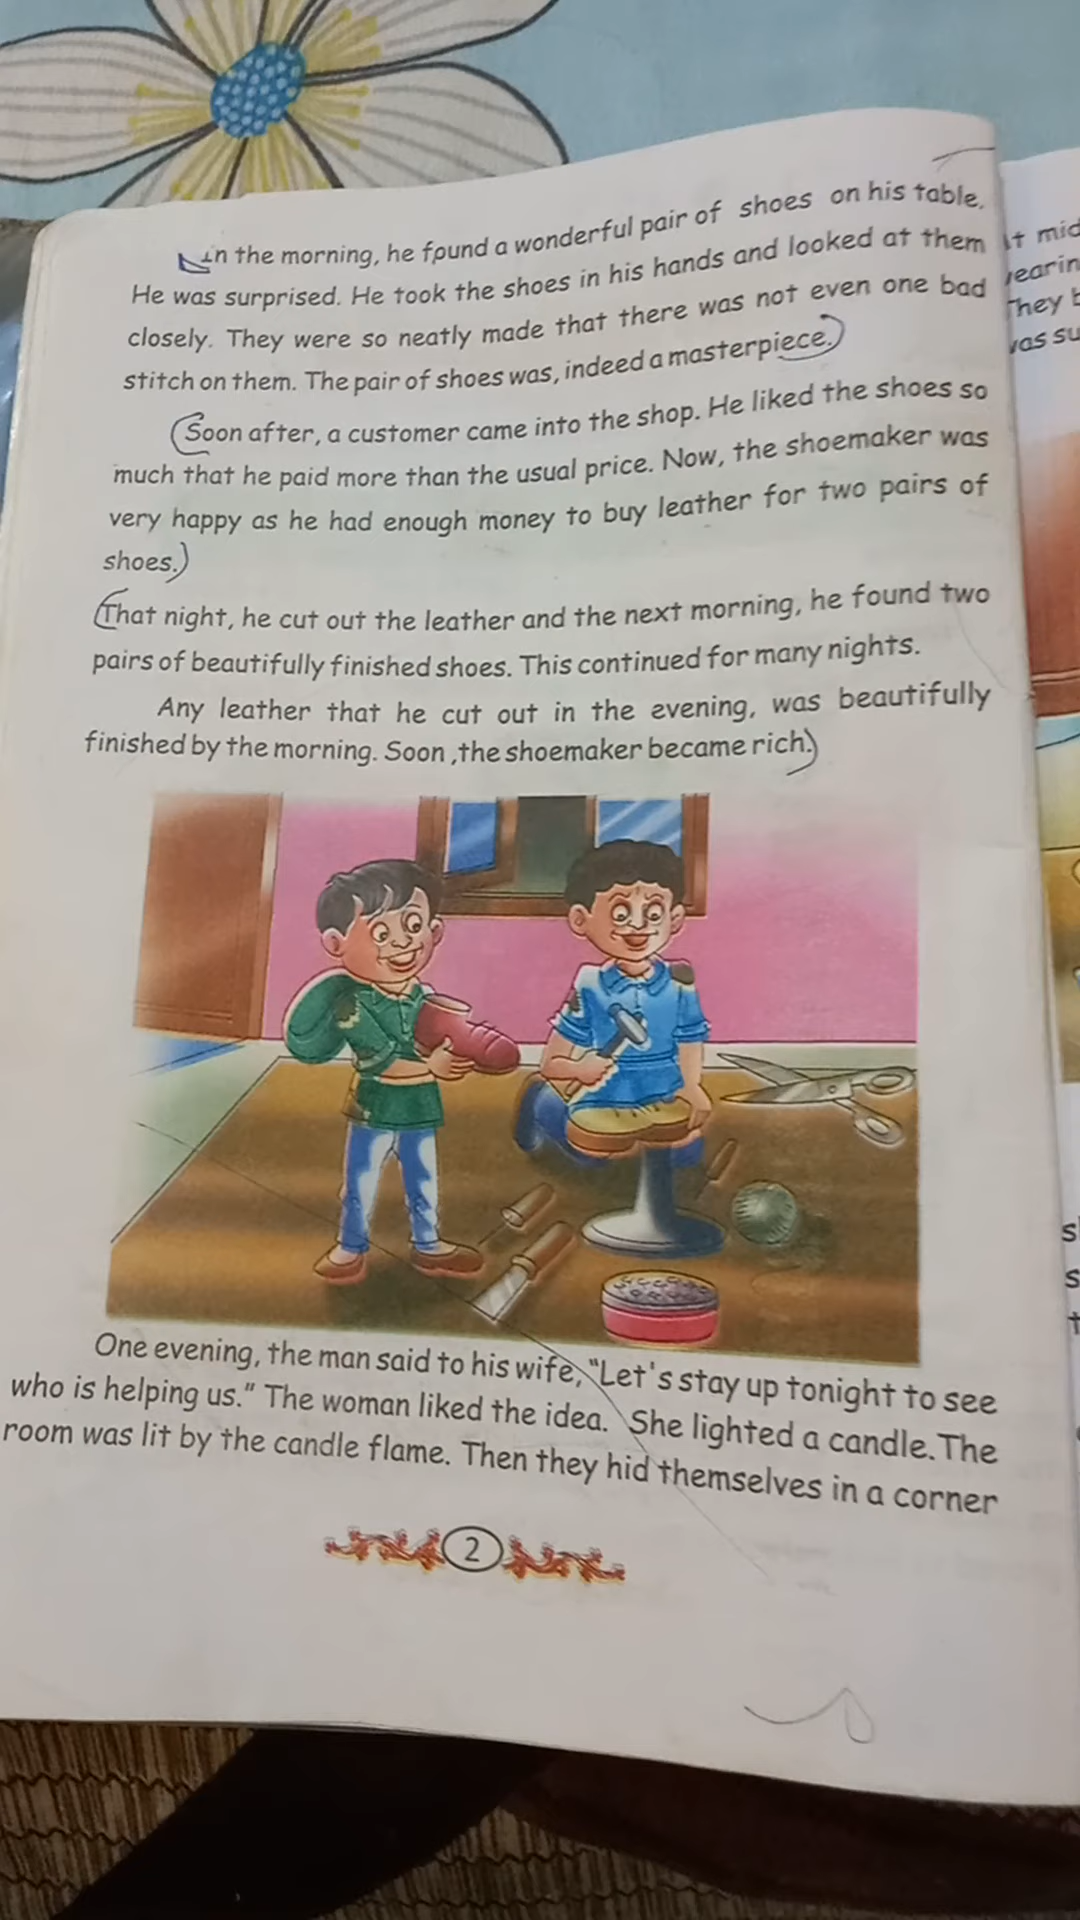 In the morning, he found a wonderful pair of shoes on his table.
He was surprised. He took the shoes in his hands and looked at them
closely. They were so neatly made that there was not even one bad
stitch on them. The pair of shoes was, indeed a masterpiece.
Soon after, a customer came into the shop. He liked the shoes so
much that he paid more than the usual price. Now, the shoemaker was
very happy as he had enough money to buy leather for two pairs of
shoes.
That night, he cut out the leather and the next morning, he found two
pairs of beautifully finished shoes. This continued for many nights.
Any leather that he cut out in the evening, was beautifully
finished by the morning. Soon ,the shoemaker became rich.
One evening, the man said to his wife, "Let's stay up tonight to see
who is helping us." The woman liked the idea. She lighted a candle.The
room was lit by the candle flame. Then they hid themselves in a corner
2